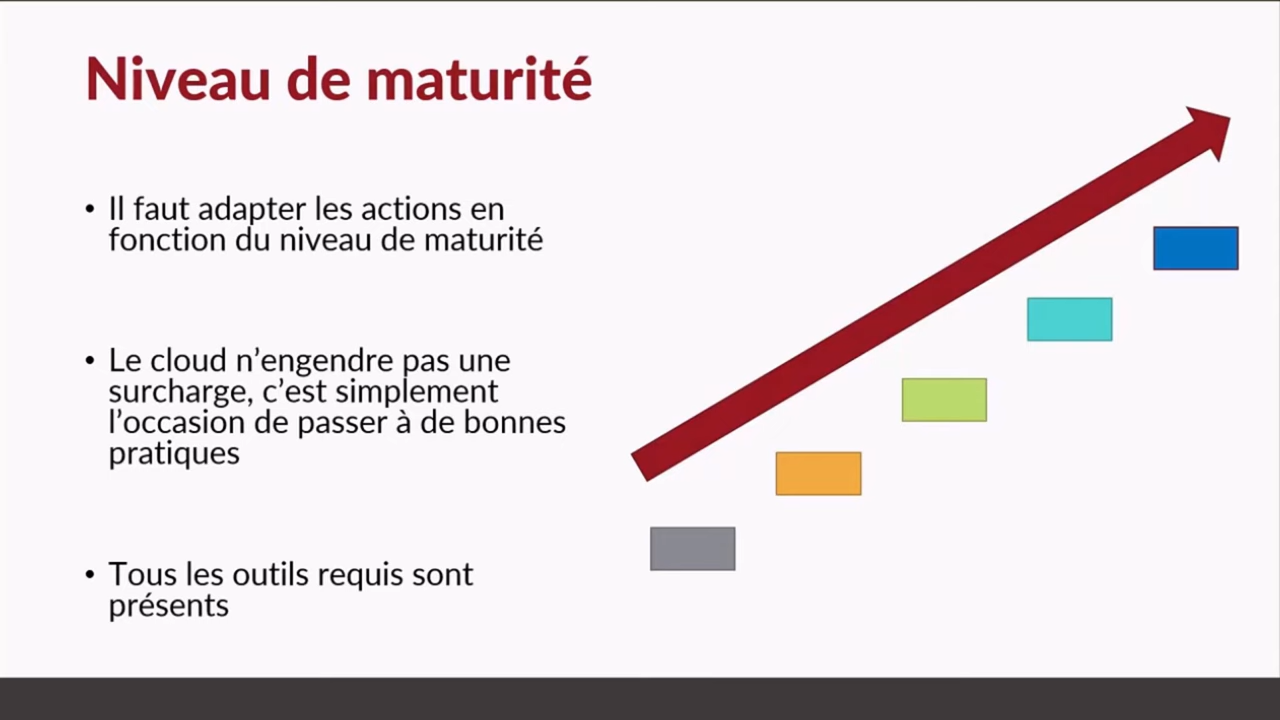 Niveau de maturité
• Il faut adapter les actions en
fonction du niveau de maturité
• Le cloud n’engendre pas une
surcharge, c’est simplement
l’occasion de passer à de bonnes
pratiques
• Tous les outils requis sont
présents